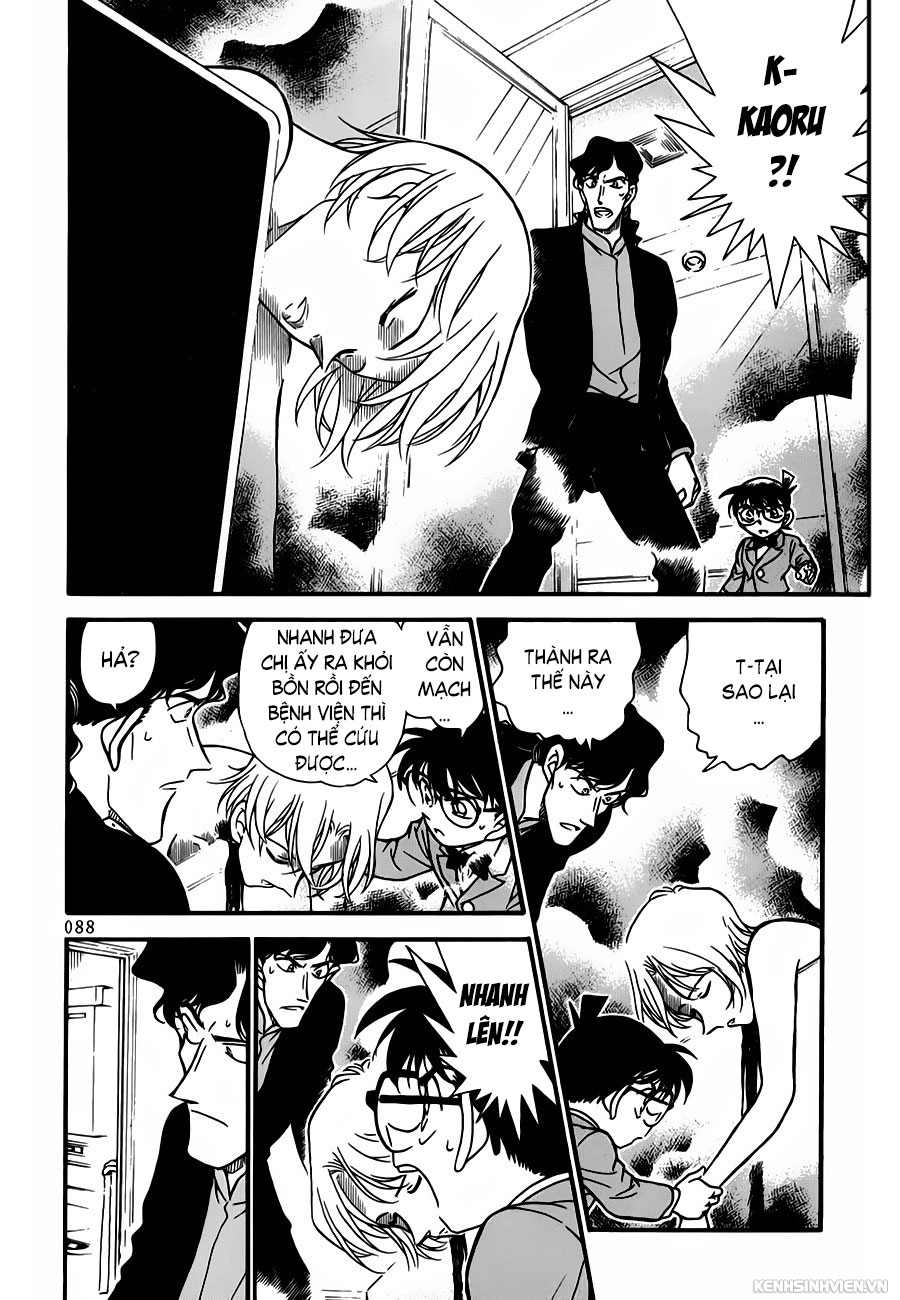 K-
KAORU
?!
T-TẠI
SAO LẠI
...
THÀNH RA
THẾ NÀY
...
VẪN
CÒN
MẠCH
...
NHANH ĐƯA
CHỊ ẤY RA KHỎI
BỒN RỒI ĐẾN
BỆNH VIỆN THÌ
CÓ THỂ CỨU
ĐƯỢC...
HẢ?
088
NHANH
LÊN!!
KENHSINHVIEN.VN